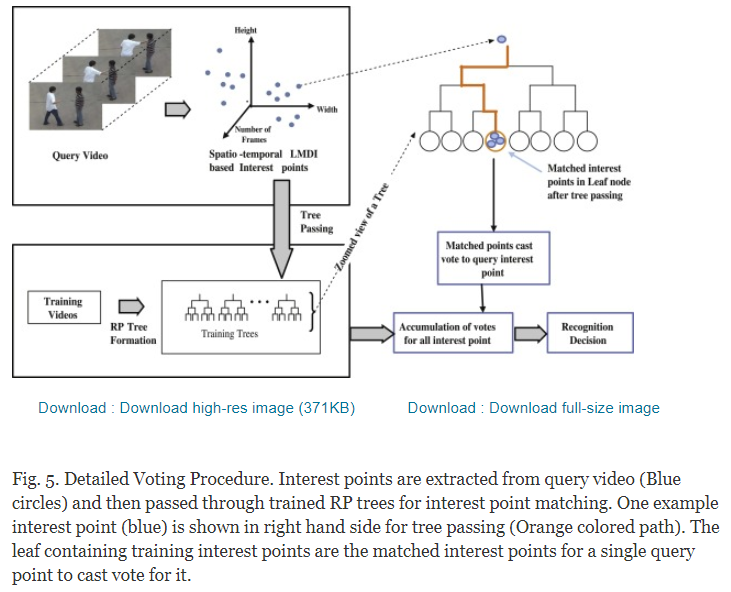 Height
Width
Number of
Frames
Query Video
Spatio -temporal LMDI
based Interest points
Matched interest
points in Leaf node
after tree passing
Tree
Passing
Zoomed view of a Tree
Matched points cast
vote to query interest
point
Training
Videos
RP Tree
Formation
Training Trees
Accumulation of votes
for all interest point
Recognition
Decision
Download : Download high-res image (371KB)
Download : Download full-size image
Fig. 5. Detailed Voting Procedure. Interest points are extracted from query video (Blue
circles) and then passed through trained RP trees for interest point matching. One example
interest point (blue) is shown in right hand side for tree passing (Orange colored path). The
leaf containing training interest points are the matched interest points for a single query
point to cast vote for it.